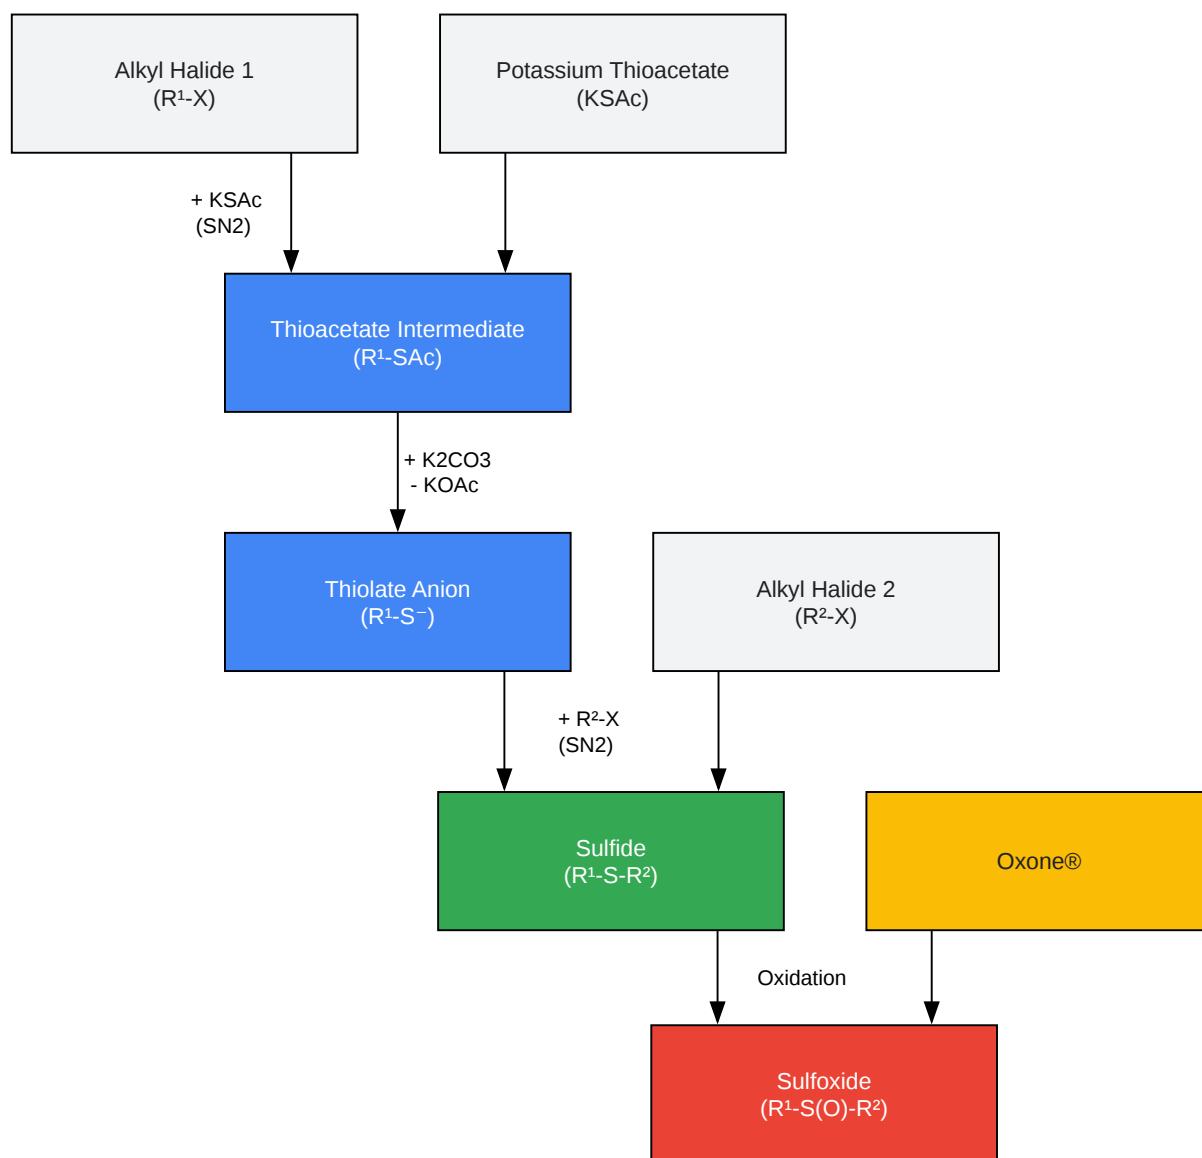 Alkyl Halide 1
(R¹-X)
Potassium Thioacetate
(KSAc)
+ KSAc
(SN2)
Thioacetate Intermediate
(R¹-SAc)
+ K2CO3
- KOAc
Thiolate Anion
(R¹-S⁻)
Alkyl Halide 2
(R²-X)
+ R²-X
(SN2)
Sulfide
(R¹-S-R²)
Oxone®
Oxidation
Sulfoxide
(R¹-S(O)-R²)